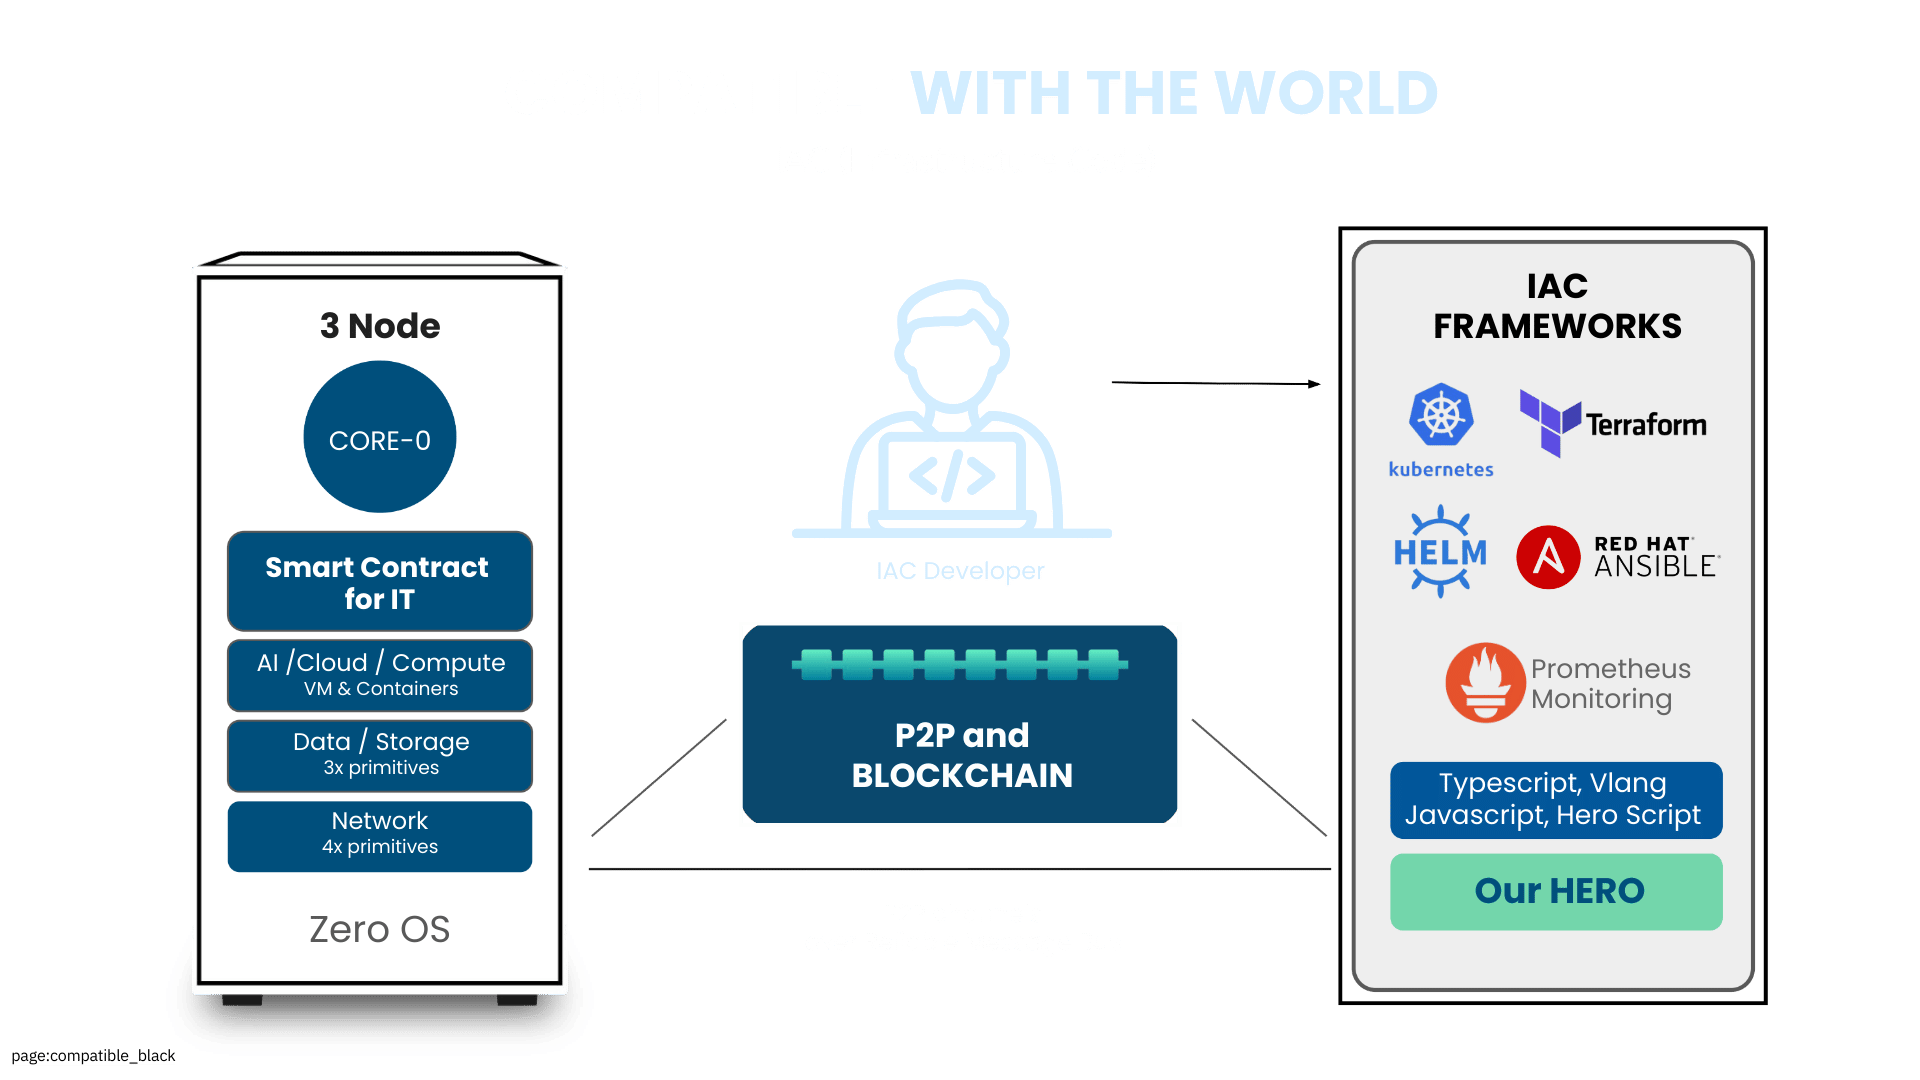 WITH THE WORLD
3 Node
CORE-0
Smart Contract
for IT
AI /Cloud / Compute
VM & Containers
Data / Storage
3x primitives
Network
4x primitives
Zero OS
IAC Developer
P2P and
BLOCKCHAIN
IAC
FRAMEWORKS
kubernetes
Terraform
HELM
A
RED HAT
ANSIBLE
Prometheus
Monitoring
Typescript, Vlang
Javascript, Hero Script
Our HERO
page:compatible_black